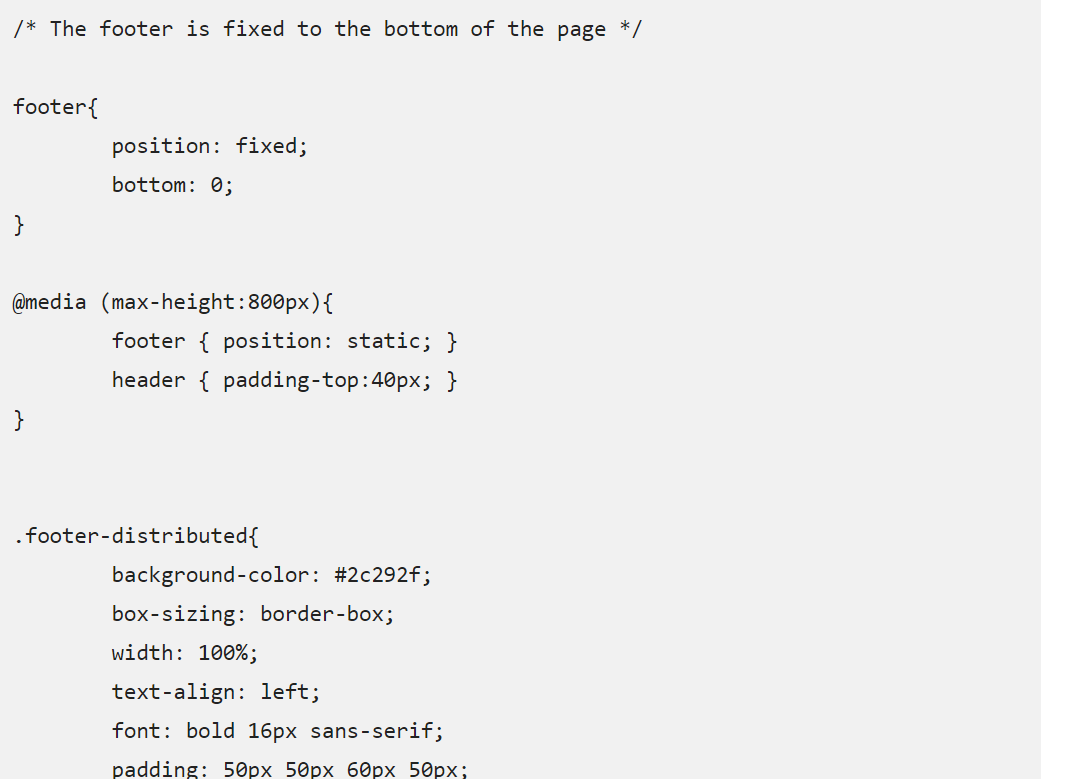 /* The footer is fixed to the bottom of the page */
footer{
position: fixed;
bottom: 0;
}
@media (max-height:800px){
footer { position: static; }
header { padding-top:40px; }
}
.footer-distributed{
background-color: #2c292f;
box-sizing: border-box;
width: 100%;
text-align: left;
font: bold 16px sans-serif;
padding: 50px 50px 60px 50px;